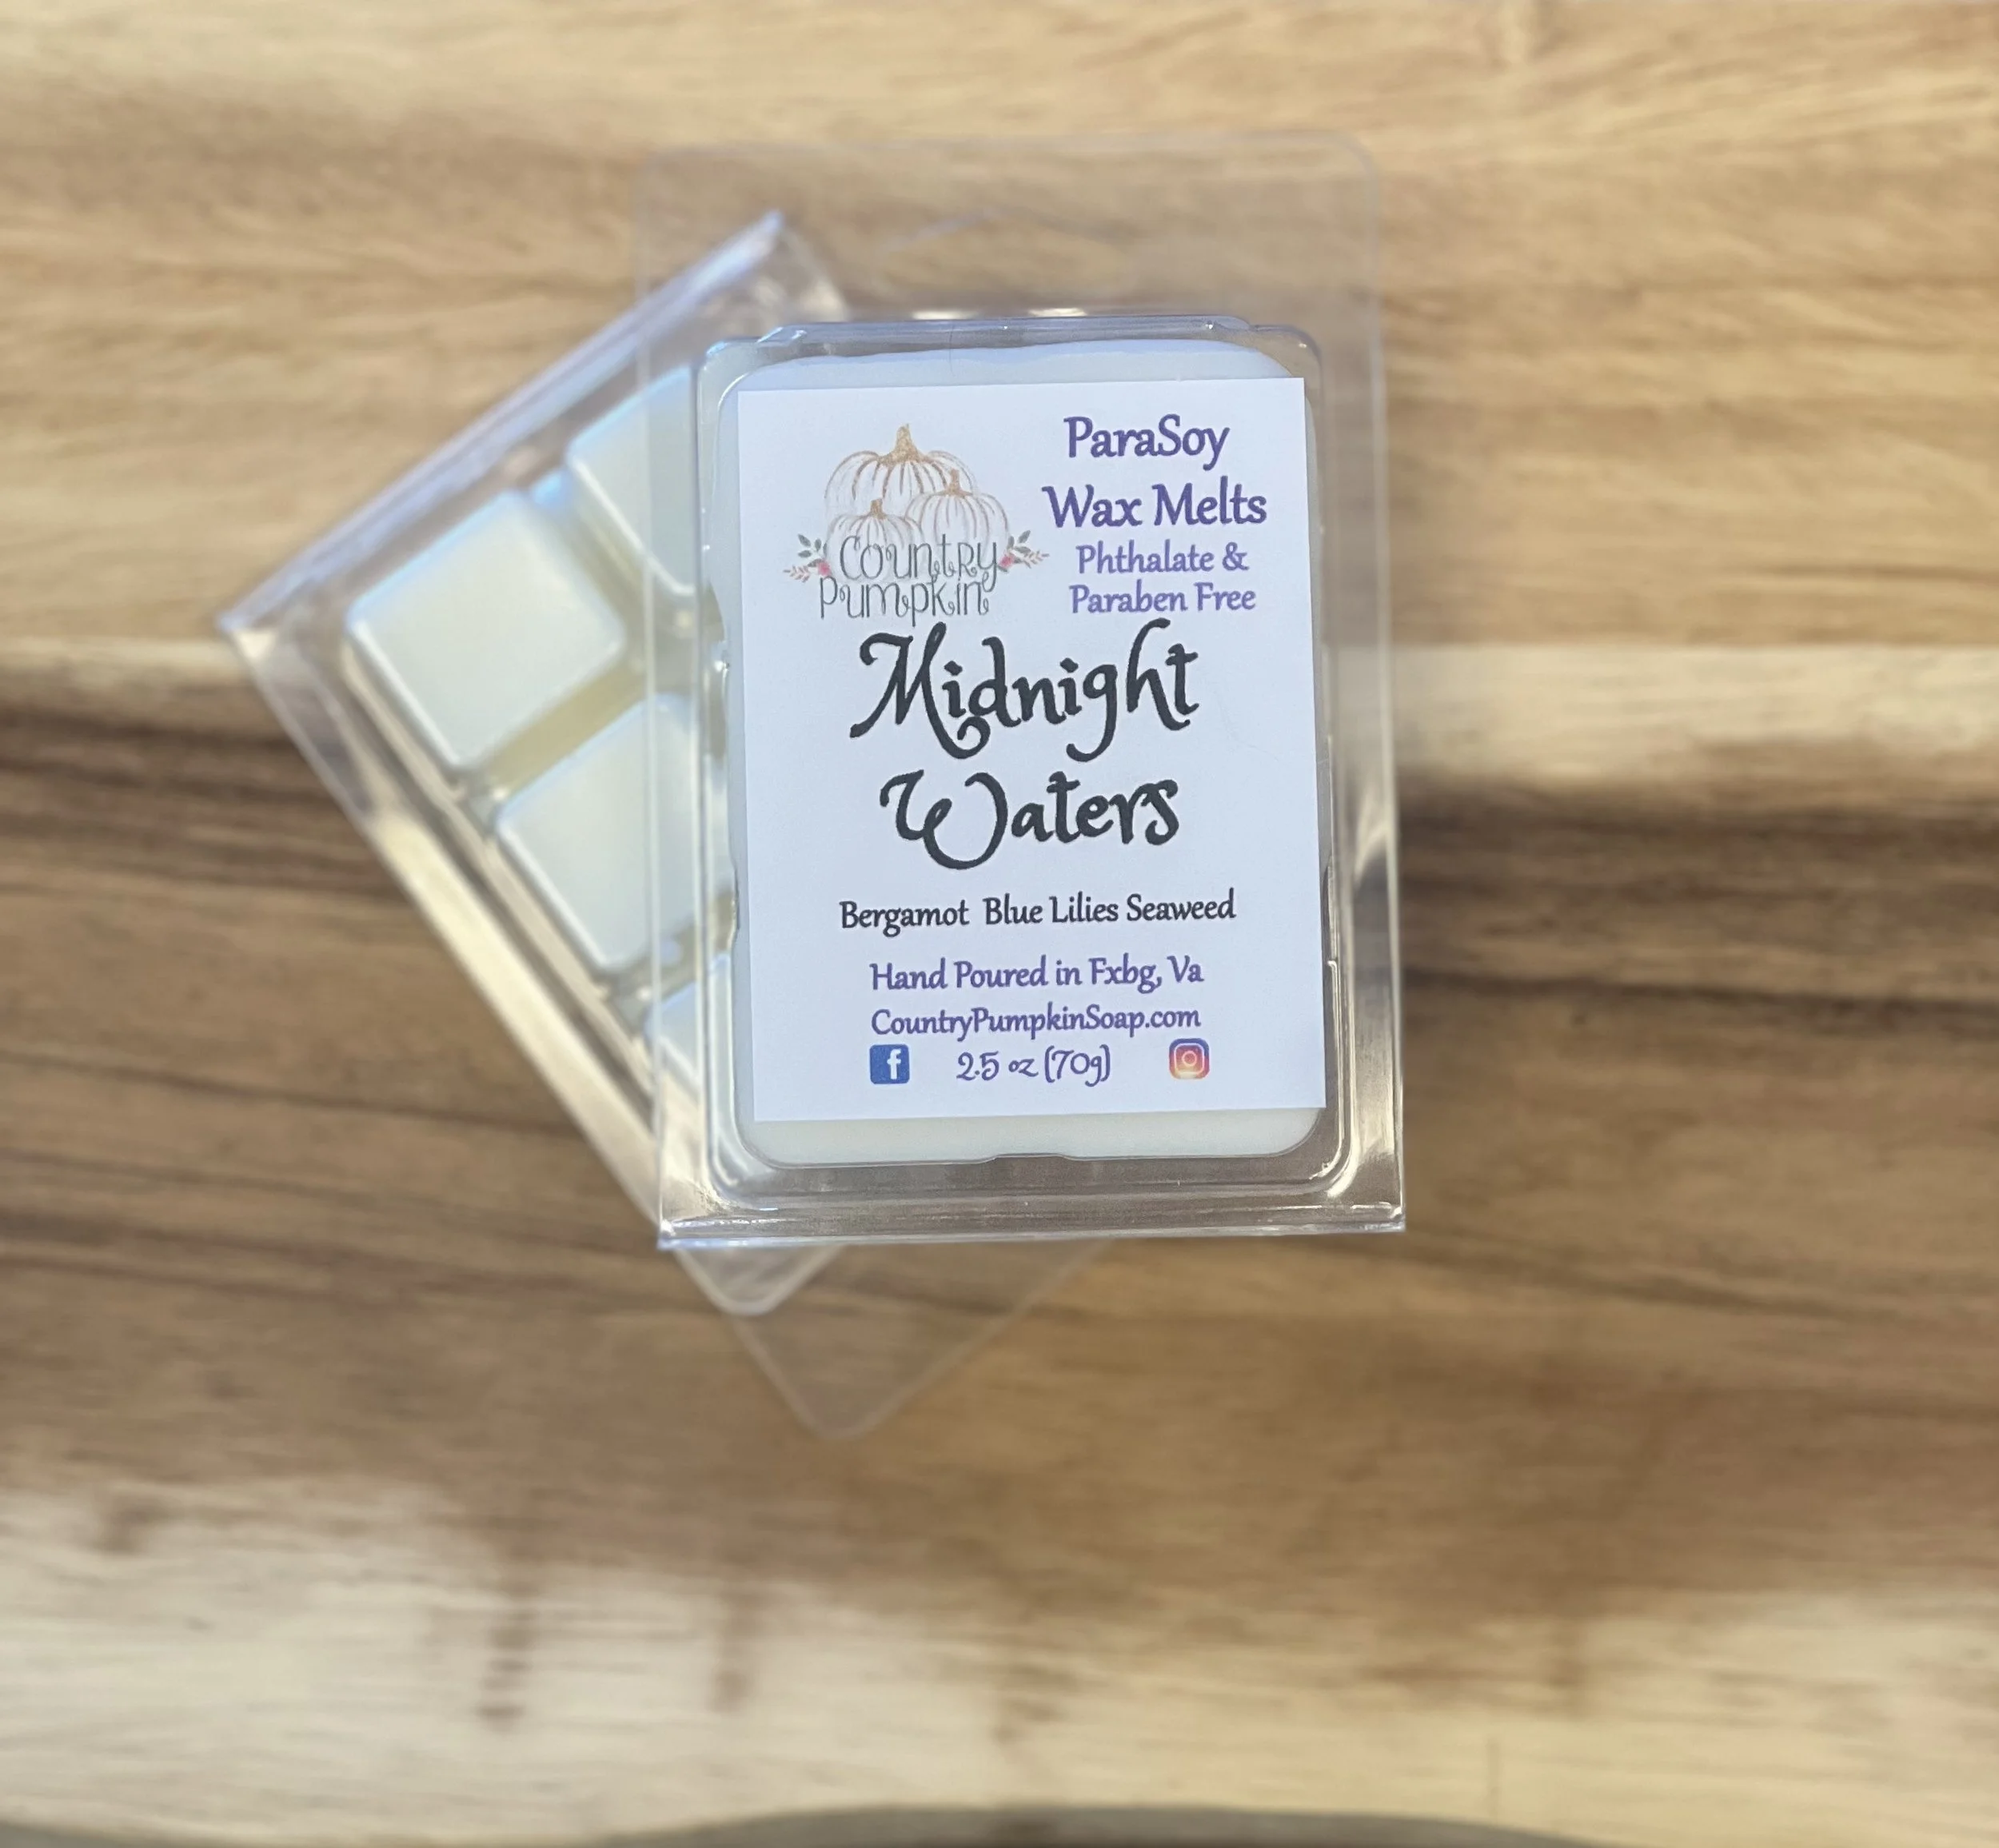 Country
Pumpkin
ParaSoy
Wax Melts
Phthalate &
Paraben Free
Midnight
Waters
Bergamot Blue Lilies Seaweed
Hand Poured in Fxbg, Va
CountryPumpkinSoap.com
2.5 oz (70g)